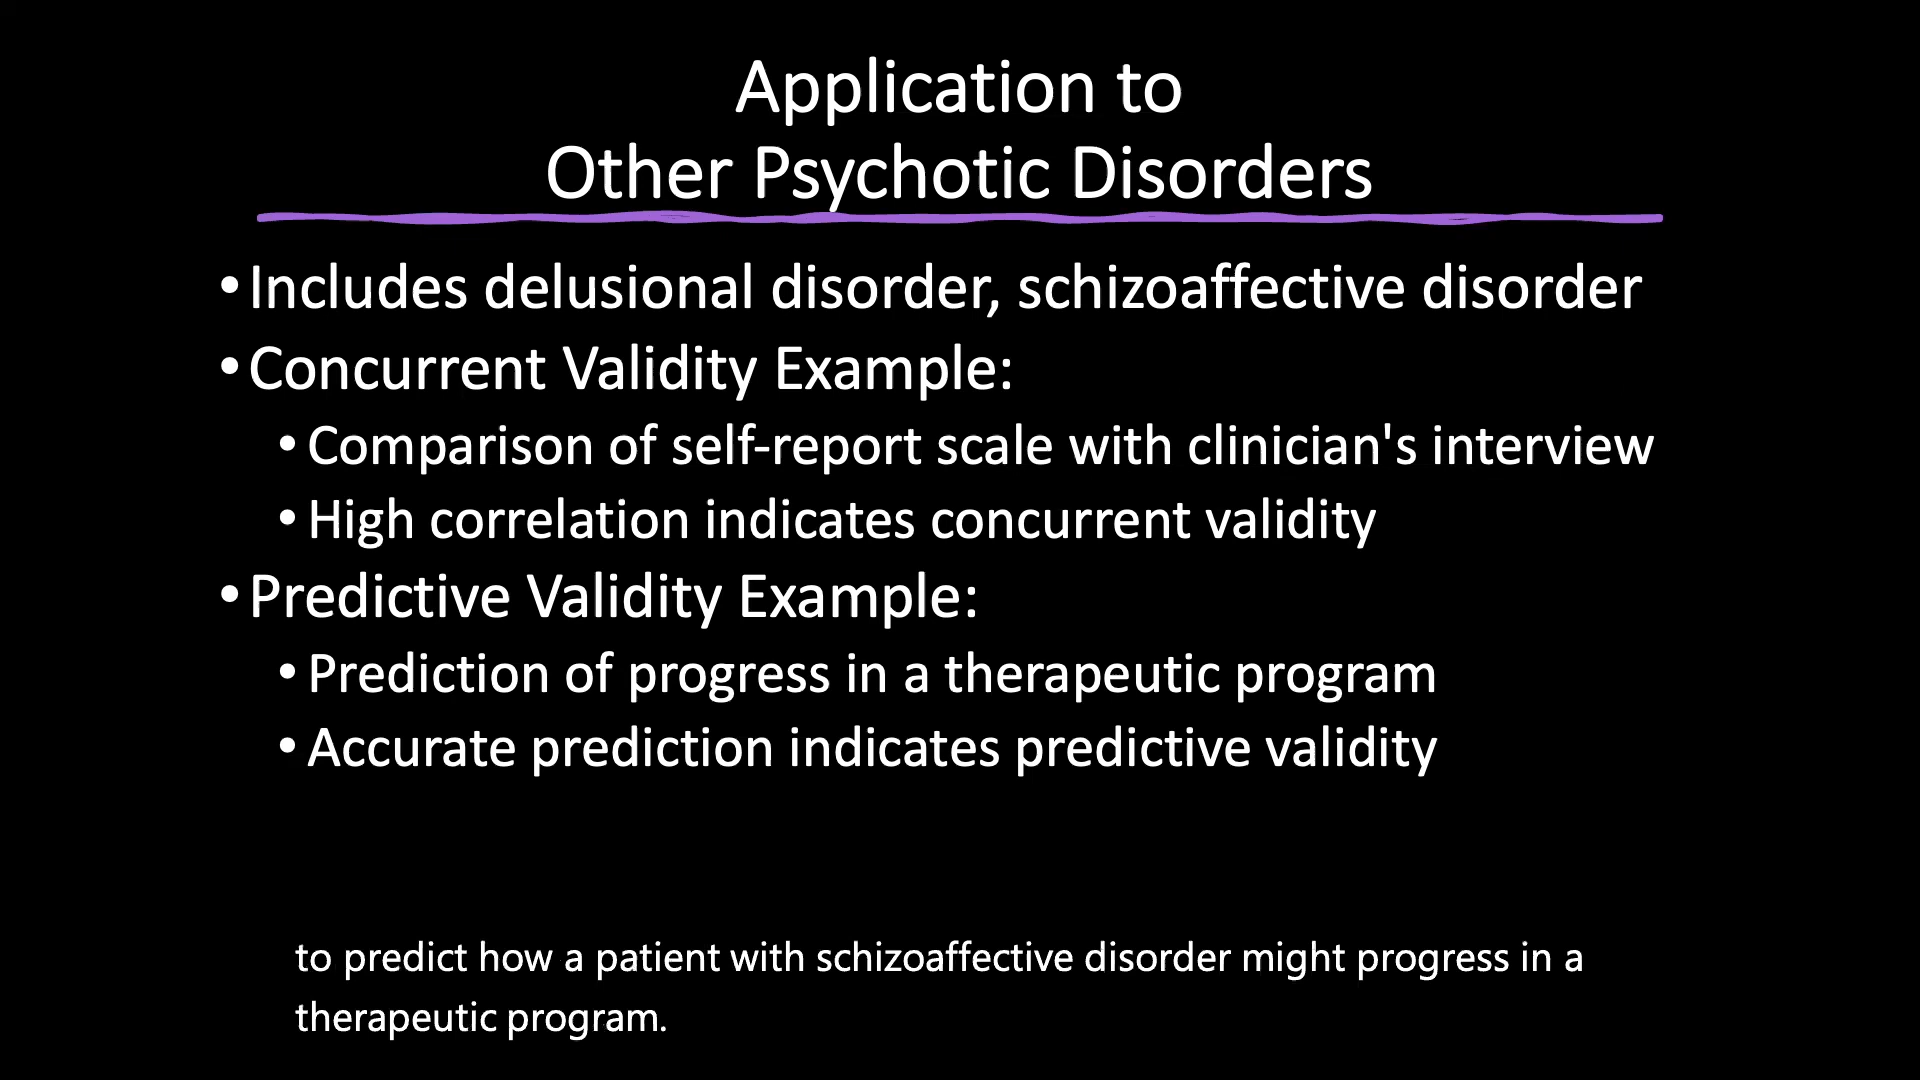 Application to
Other Psychotic Disorders
•Includes delusional disorder, schizoaffective disorder
•Concurrent Validity Example:
•Comparison of self-report scale with clinician's interview
•High correlation indicates concurrent validity
•Predictive Validity Example:
•Prediction of progress in a therapeutic program
•Accurate prediction indicates predictive validity
to predict how a patient with schizoaffective disorder might progress in a
therapeutic program.